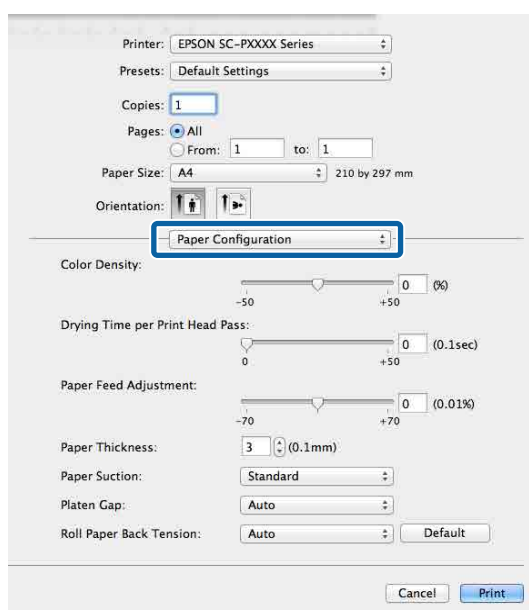 Printer: EPSON SC-PXXXX Series
Presets: Default Settings
Copies: 1
Pages: All
From: 1 to: 1
Paper Size: A4 210 by 297 mm
Orientation:
Paper Configuration
Color Density: 0 (%)
-50 +50
Drying Time per Print Head Pass: 0 (0.1sec)
0 +50
Paper Feed Adjustment: 0 (0.01%)
-70 +70
Paper Thickness: 3 (0.1mm)
Paper Suction: Standard
Platen Gap: Auto
Roll Paper Back Tension: Auto Default
Cancel Print